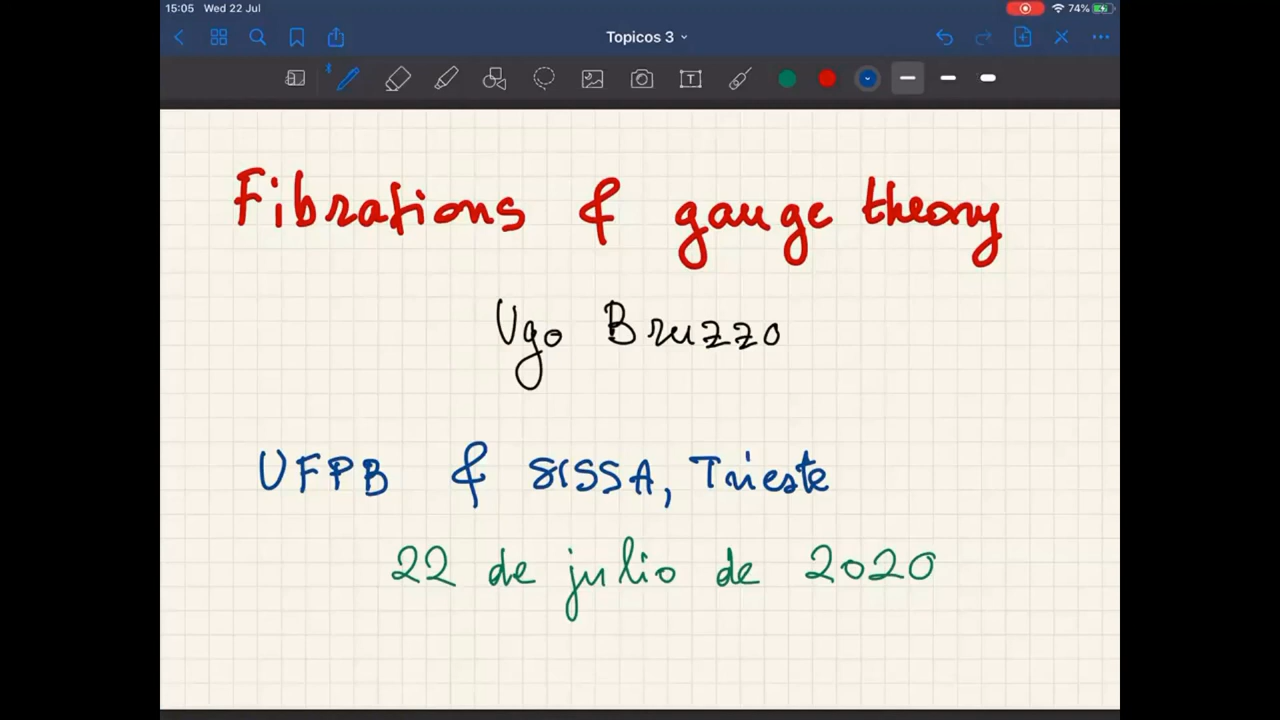 15:05 Wed 22 Jul 74%
Topicos 3
T
Fibrations & gauge theory
Ugo Bruzzo
UFPB & SISSA, Trieste
22 de julio de 2020